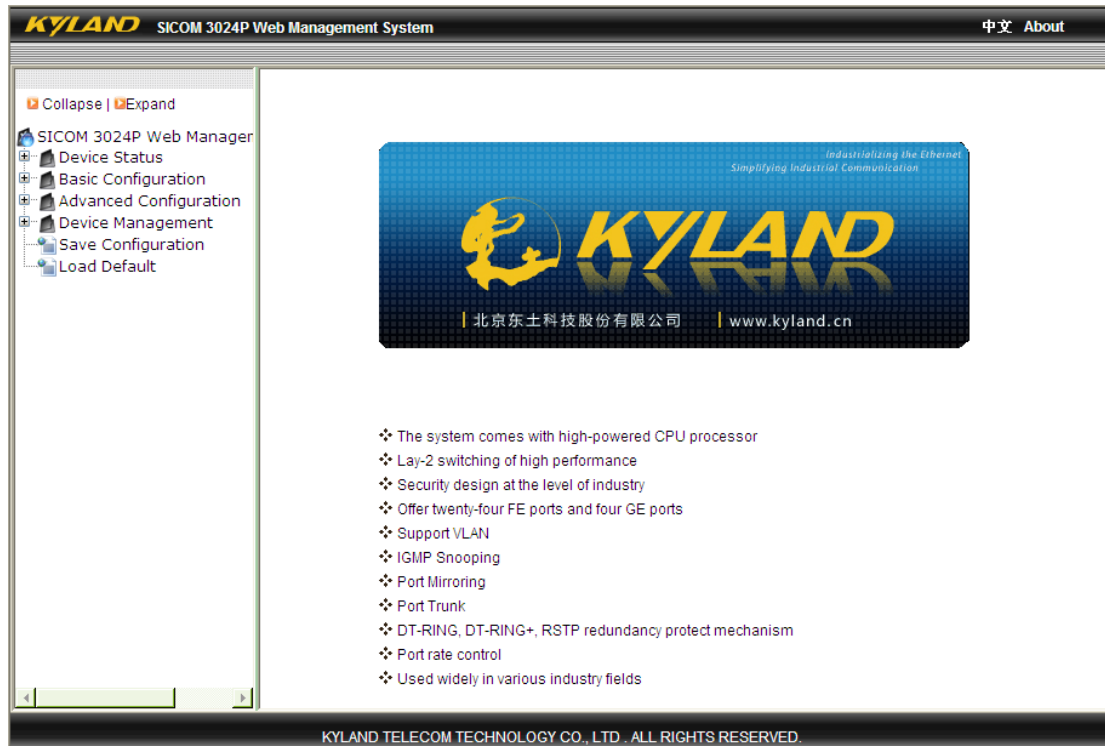 KYLAND SICOM 3024P Web Management System 中文 About
Collapse | Expand
SICOM 3024P Web Manager
Device Status
Basic Configuration
Advanced Configuration
Device Management
Save Configuration
Load Default
Industrializing the Ethernet
Simplifying Industrial Communication
KYLAND
北京东土科技股份有限公司 www.kyland.cn
The system comes with high-powered CPU processor
Lay-2 switching of high performance
Security design at the level of industry
Offer twenty-four FE ports and four GE ports
Support VLAN
IGMP Snooping
Port Mirroring
Port Trunk
DT-RING, DT-RING+, RSTP redundancy protect mechanism
Port rate control
Used widely in various industry fields
KYLAND TELECOM TECHNOLOGY CO., LTD . ALL RIGHTS RESERVED.